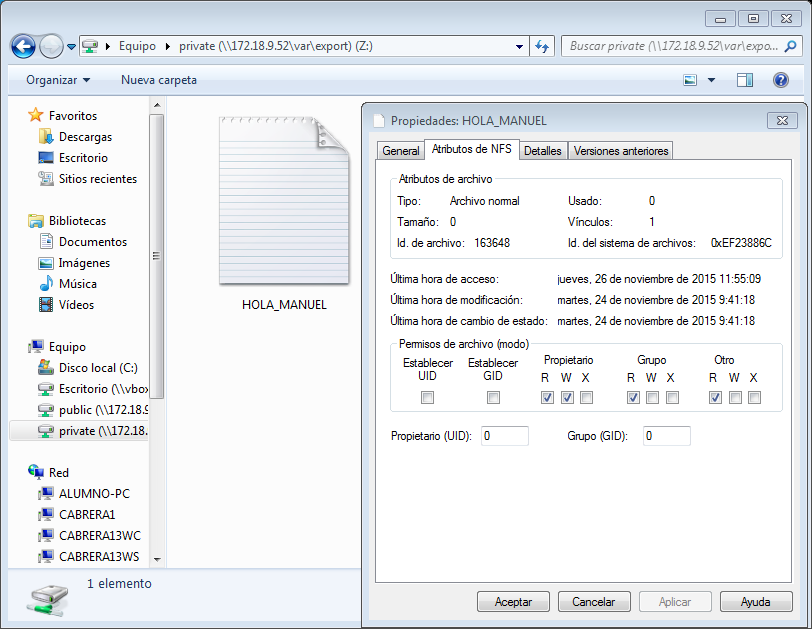 Equipo
private (\\172.18.9.52\var\export) (Z:)
Buscar private (\\172.18.9.52\var\expo...
Organizar
Nueva carpeta
Favoritos
Descargas
Escritorio
Sitios recientes
Bibliotecas
Documentos
Imágenes
Música
Vídeos
Equipo
Disco local (C:)
Escritorio (\\vbox
public (\\172.18.9
private (\\172.18.
Red
ALUMNO-PC
CABRERA1
CABRERA13WC
CABRERA13WS
HOLA_MANUEL
1 elemento
Propiedades: HOLA_MANUEL
General Atributos de NFS Detalles Versiones anteriores
Atributos de archivo
Tipo: Archivo normal Usado: 0
Tamaño: 0 Vínculos: 1
Id. de archivo: 163648 Id. del sistema de archivos: 0xEF23886C
Última hora de acceso: jueves, 26 de noviembre de 2015 11:55:09
Última hora de modificación: martes, 24 de noviembre de 2015 9:41:18
Última hora de cambio de estado: martes, 24 de noviembre de 2015 9:41:18
Permisos de archivo (modo)
Establecer UID Establecer GID Propietario Grupo Otro
R W X R W X R W X
Propietario (UID): 0 Grupo (GID): 0
Aceptar Cancelar Aplicar Ayuda